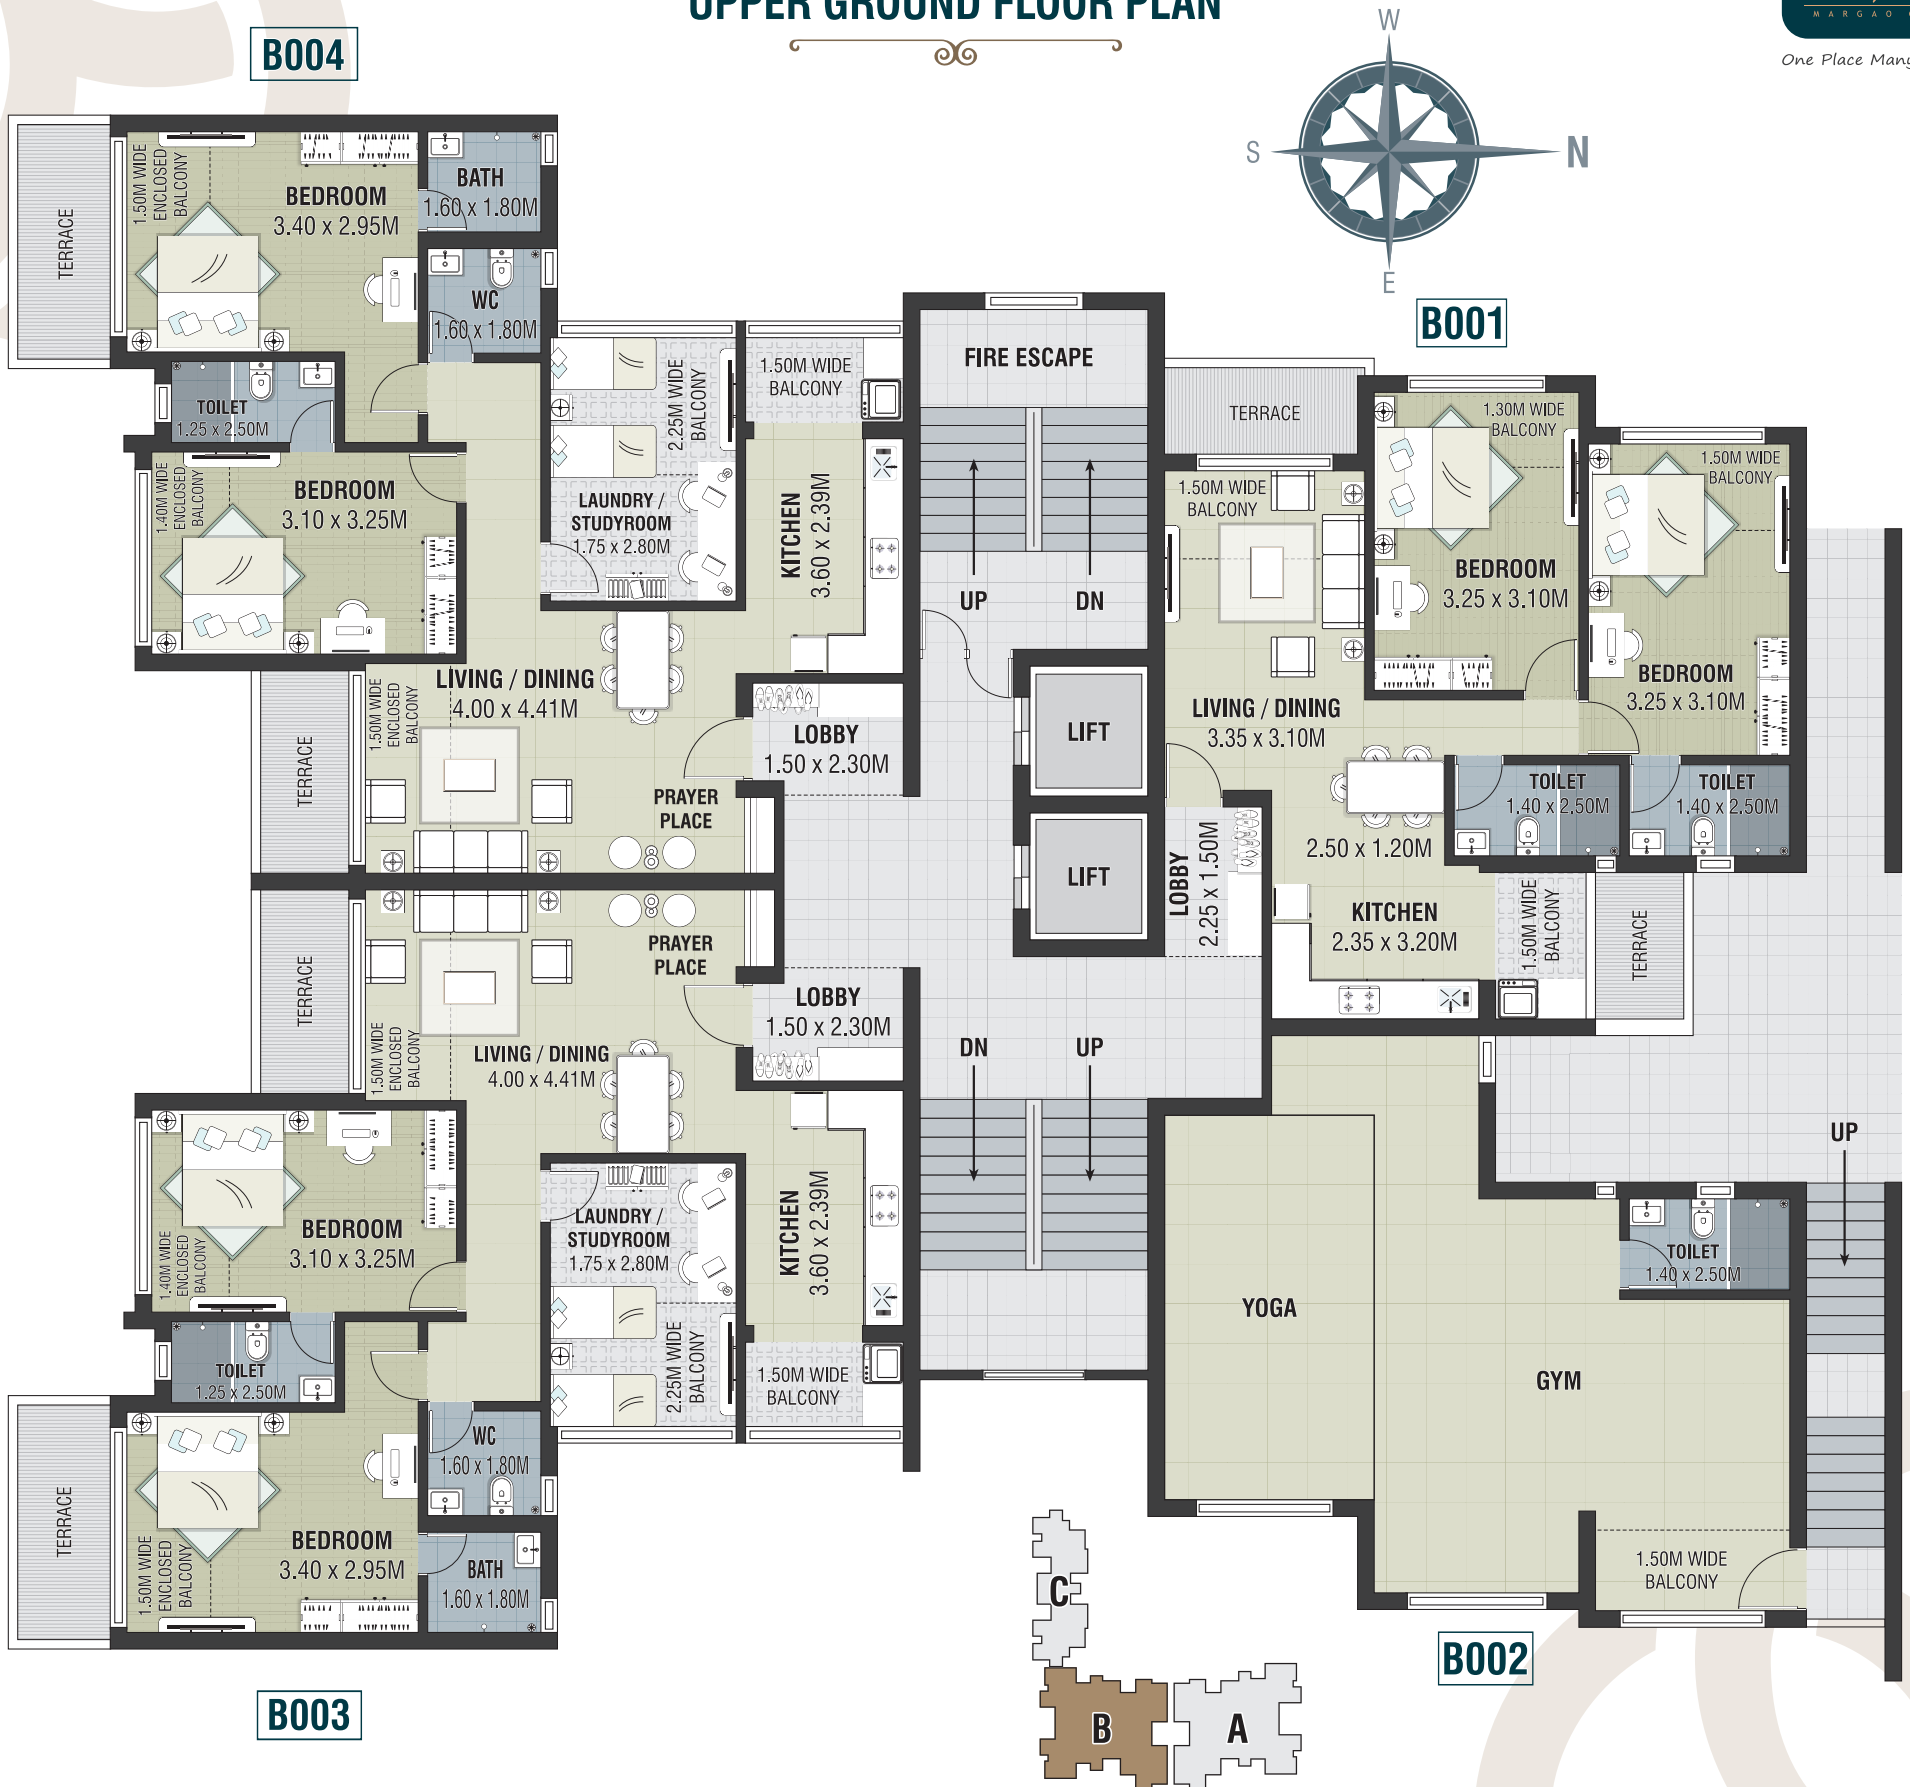 UPPER GROUND FLOOR PLAN
MARGAO
One Place Many
W
S
N
E
B004
TERRACE
1.50M WIDE
ENCLOSED
BALCONY
BEDROOM
3.40 x 2.95M
BATH
1.60 x 1.80M
WC
1.60 x 1.80M
TOILET
1.25 x 2.50M
1.40M WIDE
ENCLOSED
BALCONY
BEDROOM
3.10 x 3.25M
2.25M WIDE
BALCONY
LAUNDRY /
STUDYROOM
1.75 x 2.80M
1.50M WIDE
BALCONY
KITCHEN
3.60 x 2.39M
LIVING / DINING
4.00 x 4.41M
1.50M WIDE
ENCLOSED
BALCONY
TERRACE
PRAYER
PLACE
LOBBY
1.50 x 2.30M
FIRE ESCAPE
UP
DN
LIFT
LIFT
B001
TERRACE
1.50M WIDE
BALCONY
1.30M WIDE
BALCONY
BEDROOM
3.25 x 3.10M
1.50M WIDE
BALCONY
BEDROOM
3.25 x 3.10M
LIVING / DINING
3.35 x 3.10M
TOILET
1.40 x 2.50M
TOILET
1.40 x 2.50M
2.50 x 1.20M
LOBBY
2.25 x 1.50M
KITCHEN
2.35 x 3.20M
1.50M WIDE
BALCONY
TERRACE
TERRACE
PRAYER
PLACE
LOBBY
1.50 x 2.30M
1.50M WIDE
ENCLOSED
BALCONY
LIVING / DINING
4.00 x 4.41M
DN
UP
BEDROOM
3.10 x 3.25M
1.40M WIDE
ENCLOSED
BALCONY
LAUNDRY /
STUDYROOM
1.75 x 2.80M
KITCHEN
3.60 x 2.39M
2.25M WIDE
BALCONY
1.50M WIDE
BALCONY
TOILET
1.25 x 2.50M
WC
1.60 x 1.80M
TERRACE
1.50M WIDE
ENCLOSED
BALCONY
BEDROOM
3.40 x 2.95M
BATH
1.60 x 1.80M
B003
UP
TOILET
1.40 x 2.50M
YOGA
GYM
1.50M WIDE
BALCONY
B002
C
B
A